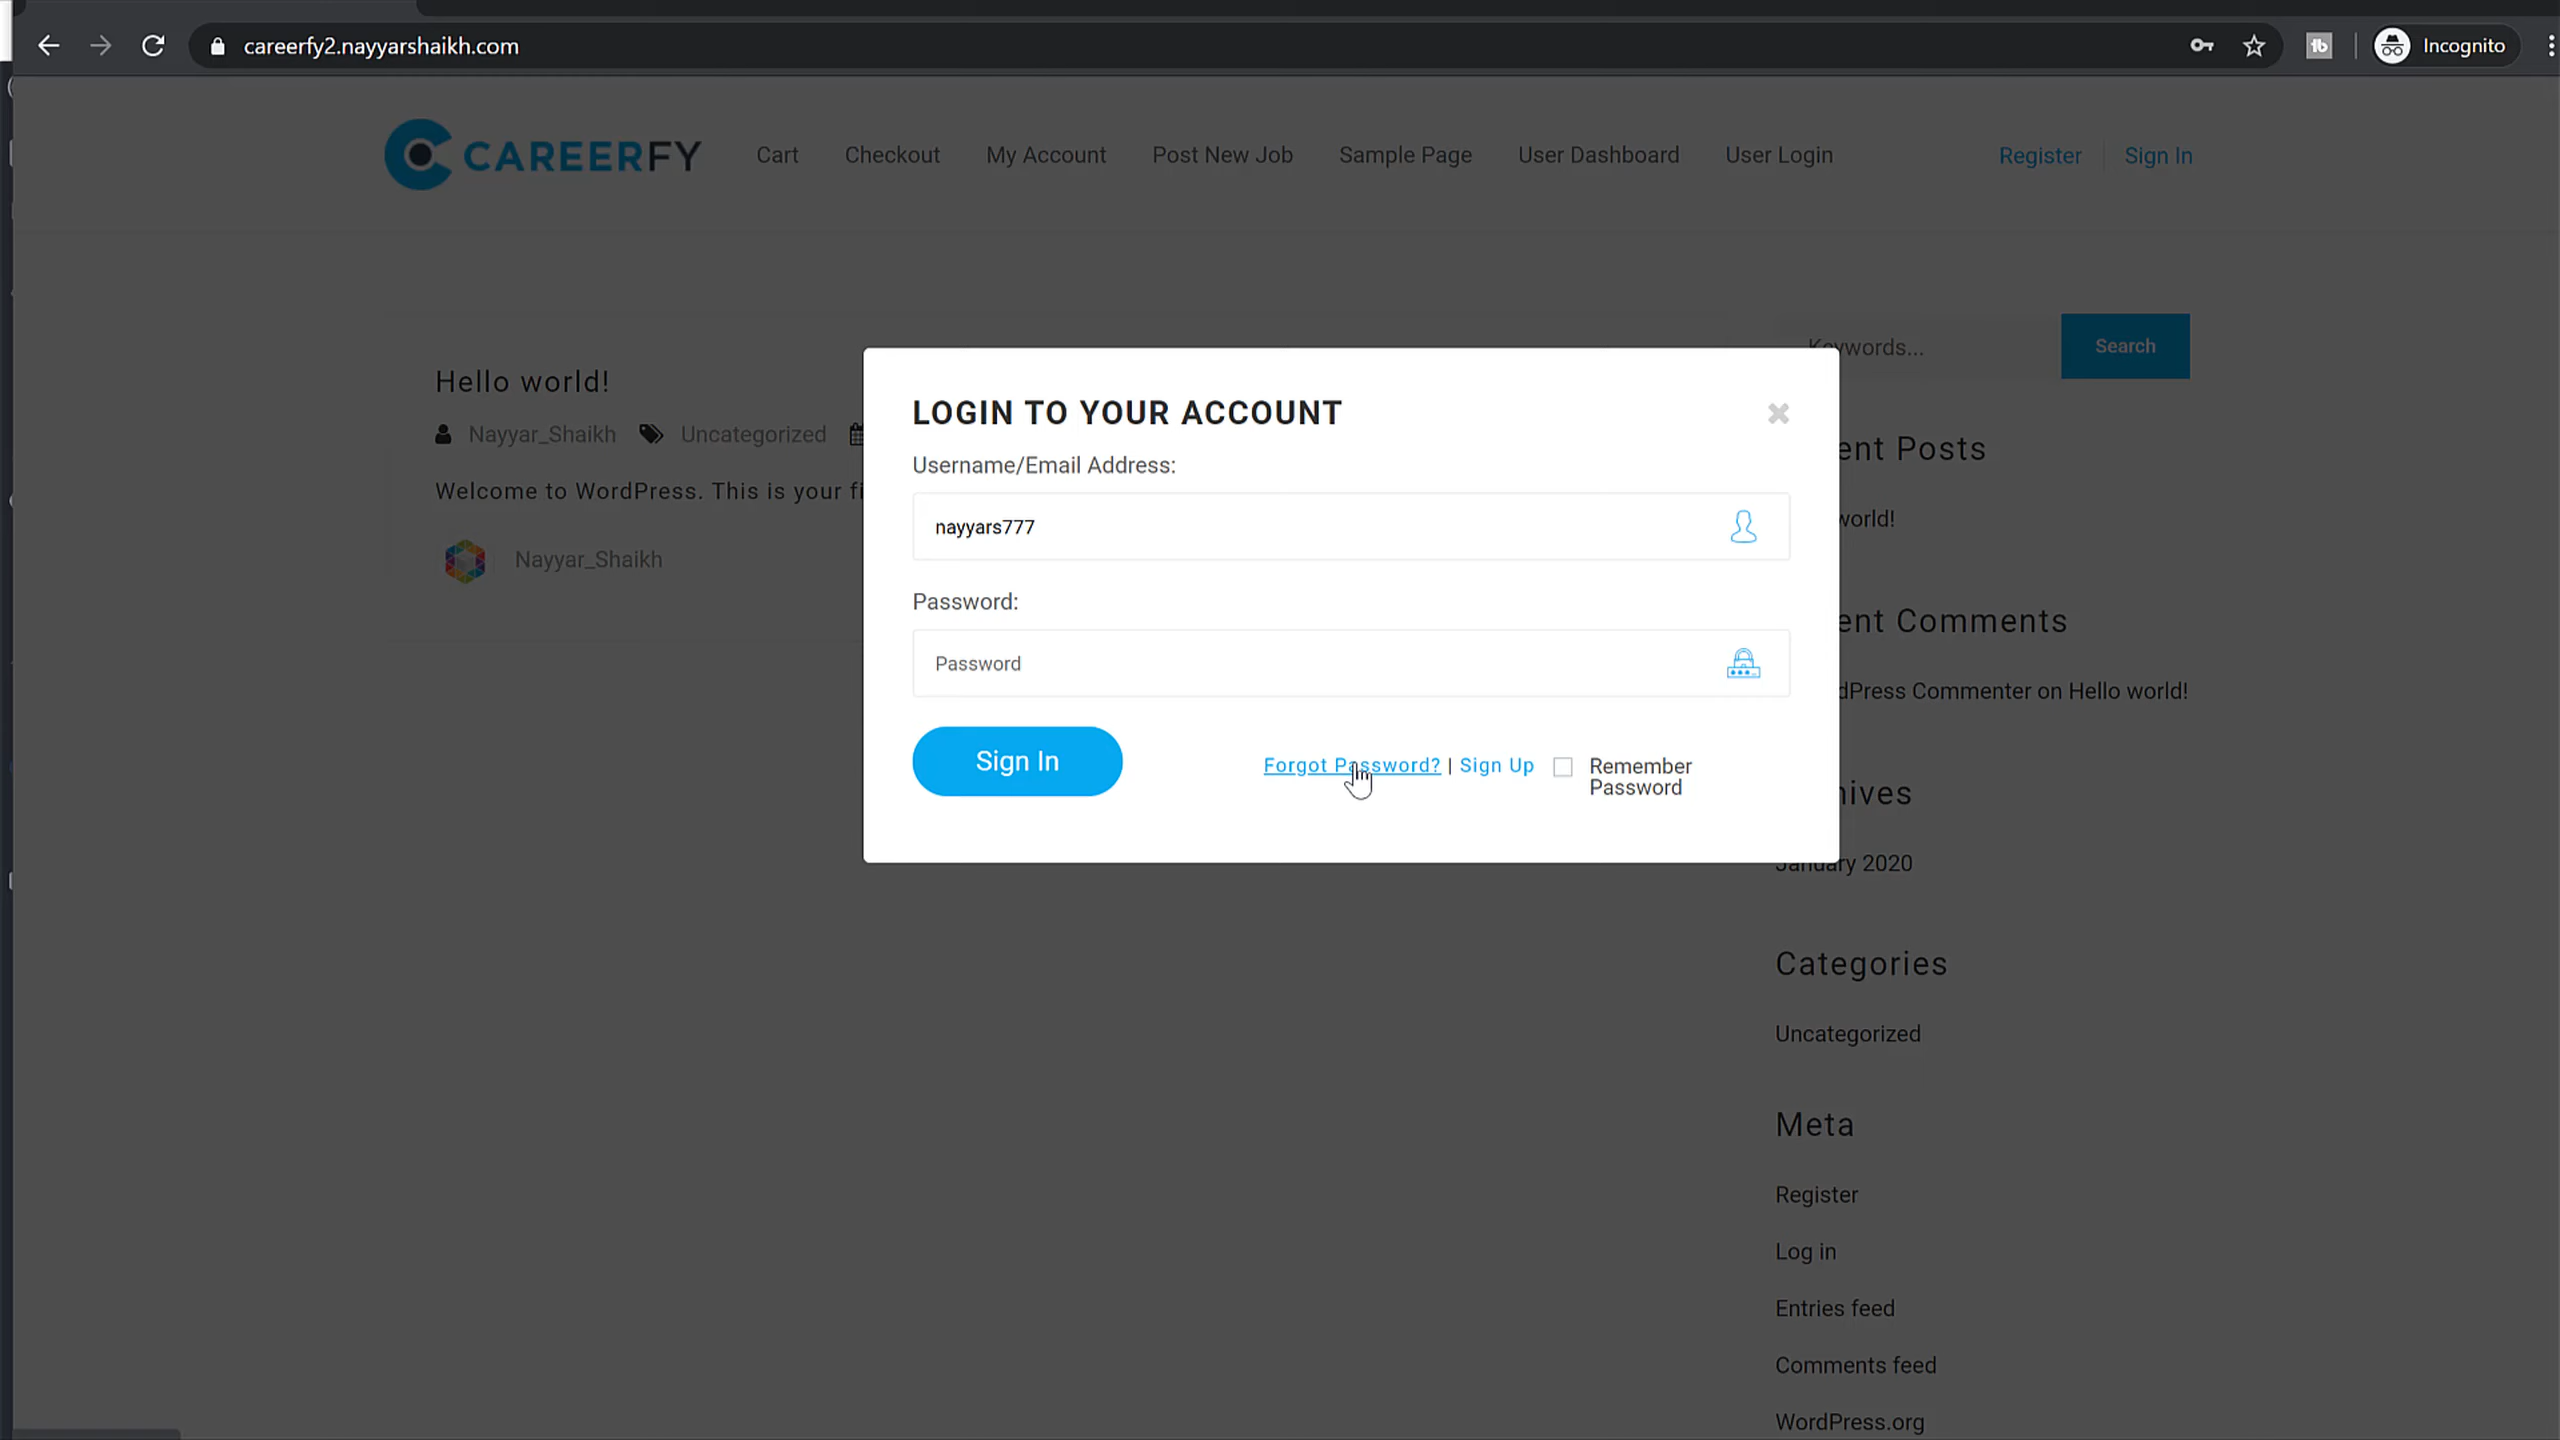 careerfy2.nayyarshaikh.com
Incognito
CAREERFY Cart Checkout My Account Post New Job Sample Page User Dashboard User Login Register Sign In
Keywords... Search
Hello world!
Nayyar_Shaikh Uncategorized
Welcome to WordPress. This is your fi
Nayyar_Shaikh
LOGIN TO YOUR ACCOUNT
Username/Email Address:
nayyars777
Password:
Password
Sign In
Forgot Password? | Sign Up
Remember
Password
ent Posts
world!
ent Comments
dPress Commenter on Hello world!
hives
January 2020
Categories
Uncategorized
Meta
Register
Log in
Entries feed
Comments feed
WordPress.org